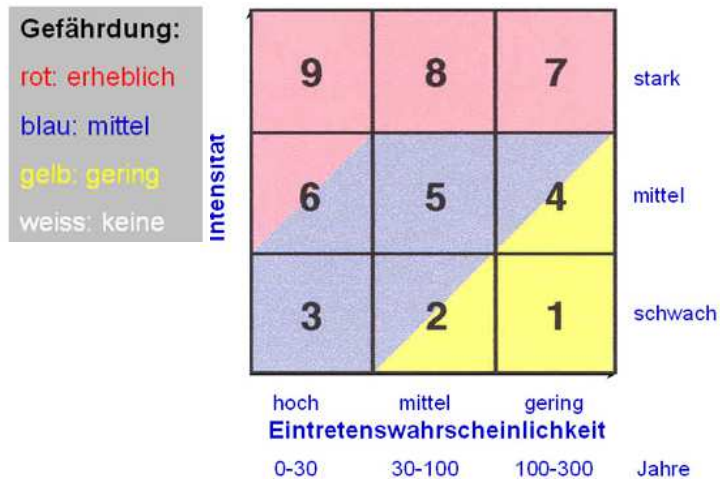 Gefährdung:
rot: erheblich
blau: mittel
gelb: gering
weiss: keine
Intensität
9 8 7 stark
6 5 4 mittel
3 2 1 schwach
hoch mittel gering
Eintretenswahrscheinlichkeit
0-30 30-100 100-300 Jahre